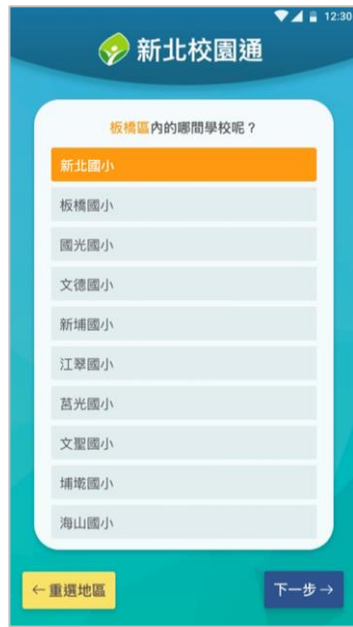 12:30
新北校園通
板橋區內的哪間學校呢？
新北國小
板橋國小
國光國小
文德國小
新埔國小
江翠國小
莒光國小
文聖國小
埔墘國小
海山國小
←重選地區
下一步→